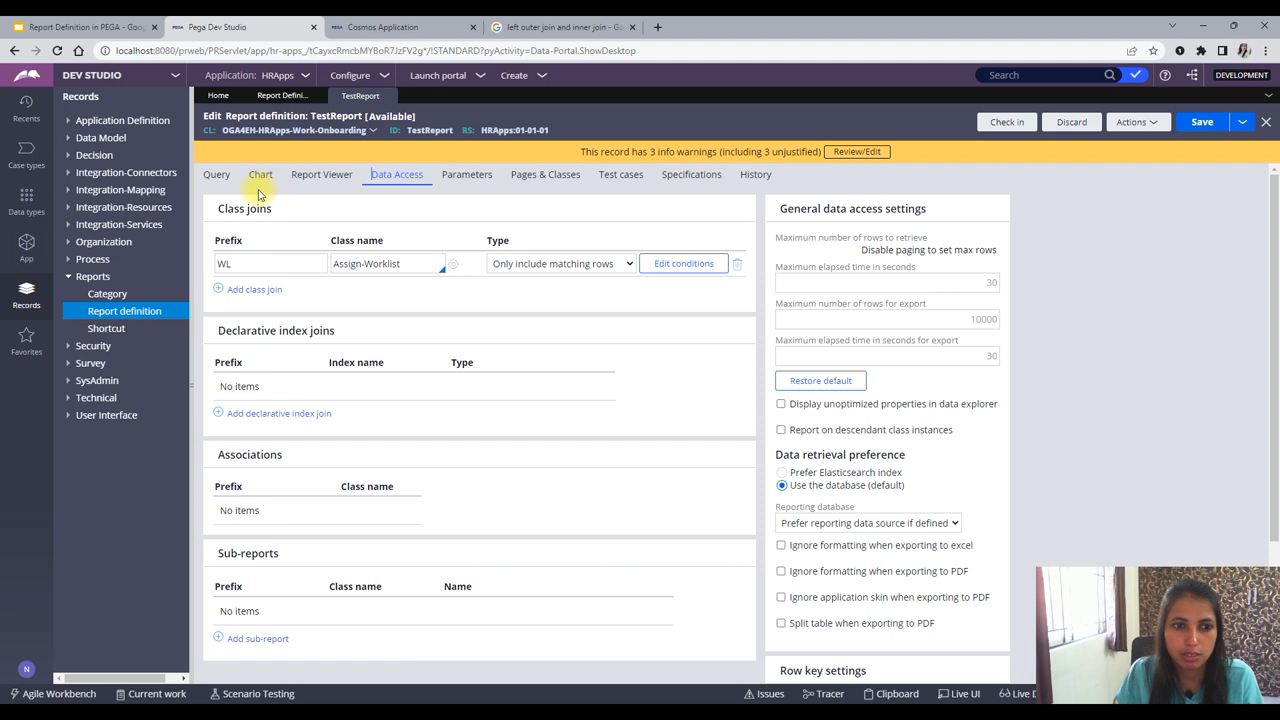 Report Definition in PEGA - Goo
Pega Dev Studio
Cosmos Application
left outer join and inner join - G
localhost:8080/prweb/PRServlet/app/hr-apps_/tCayxcRmcbMYBoR7JzFV2g*/!STANDARD?pyActivity=Data-Portal.ShowDesktop
DEV STUDIO
Application: HRApps
Configure
Launch portal
Create
Search
DEVELOPMENT
Recents
Case types
Data types
App
Records
Favorites
N
Records
Application Definition
Data Model
Decision
Integration-Connectors
Integration-Mapping
Integration-Resources
Integration-Services
Organization
Process
Reports
Category
Report definition
Shortcut
Security
Survey
SysAdmin
Technical
User Interface
Home
Report Defini...
TestReport
Edit Report definition: TestReport [Available]
CL: OGA4EH-HRApps-Work-Onboarding ID: TestReport RS: HRApps:01-01-01
Check in
Discard
Actions
Save
This record has 3 info warnings (including 3 unjustified) Review/Edit
Query
Chart
Report Viewer
Data Access
Parameters
Pages & Classes
Test cases
Specifications
History
Class joins
Prefix Class name Type
WL Assign-Worklist Only include matching rows Edit conditions
Add class join
Declarative index joins
Prefix Index name Type
No items
Add declarative index join
Associations
Prefix Class name
No items
Sub-reports
Prefix Class name Name
No items
Add sub-report
General data access settings
Maximum number of rows to retrieve
Disable paging to set max rows
Maximum elapsed time in seconds
30
Maximum number of rows for export
10000
Maximum elapsed time in seconds for export
30
Restore default
Display unoptimized properties in data explorer
Report on descendant class instances
Data retrieval preference
Prefer Elasticsearch index
Use the database (default)
Reporting database
Prefer reporting data source if defined
Ignore formatting when exporting to excel
Ignore formatting when exporting to PDF
Ignore application skin when exporting to PDF
Split table when exporting to PDF
Row key settings
Agile Workbench
Current work
Scenario Testing
Issues
Tracer
Clipboard
Live UI
Live D